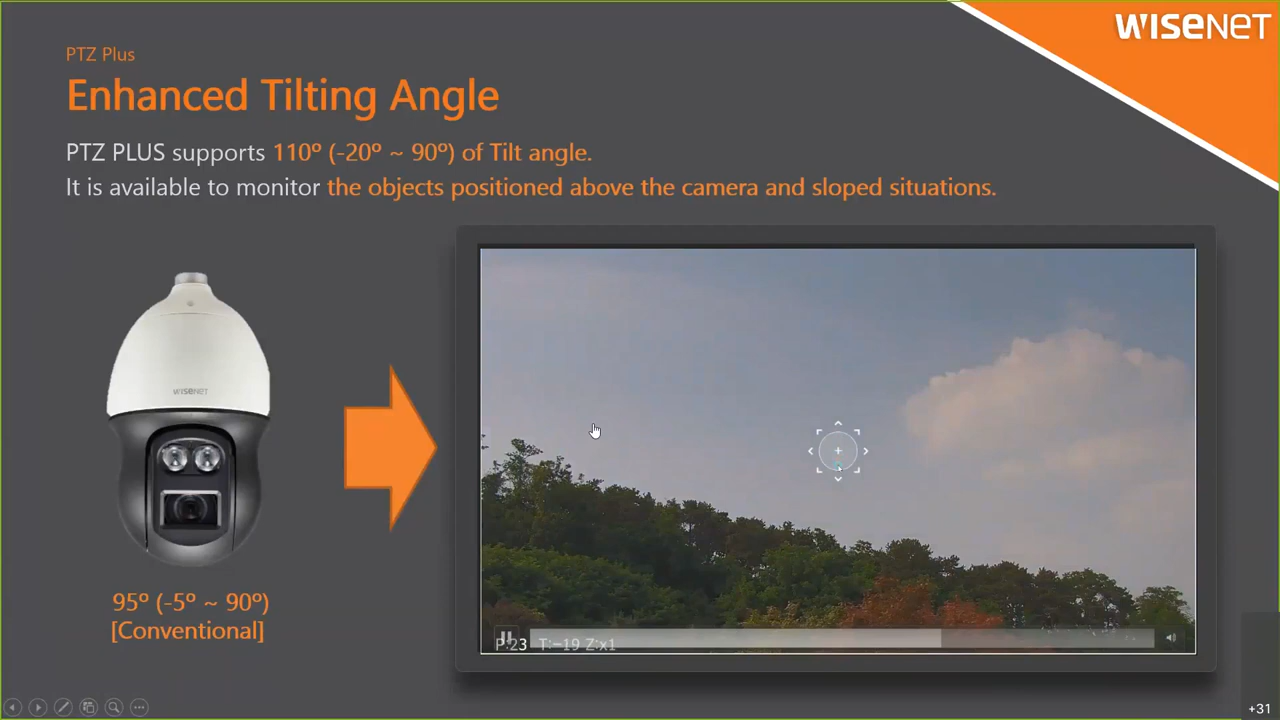 WISENET
PTZ Plus
Enhanced Tilting Angle
PTZ PLUS supports 110º (-20º ~ 90º) of Tilt angle.
It is available to monitor the objects positioned above the camera and sloped situations.
WISENET
95º (-5º ~ 90º)
[Conventional]
P:23 T:-19 Z:x1
+31